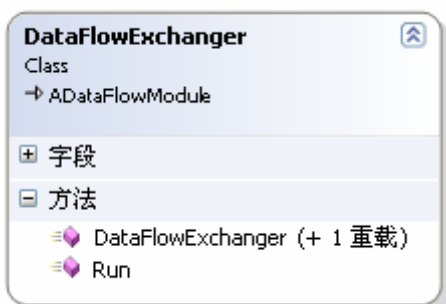 DataFlowExchanger
Class
ADataFlowModule
字段
方法
DataFlowExchanger (+ 1 重载)
Run